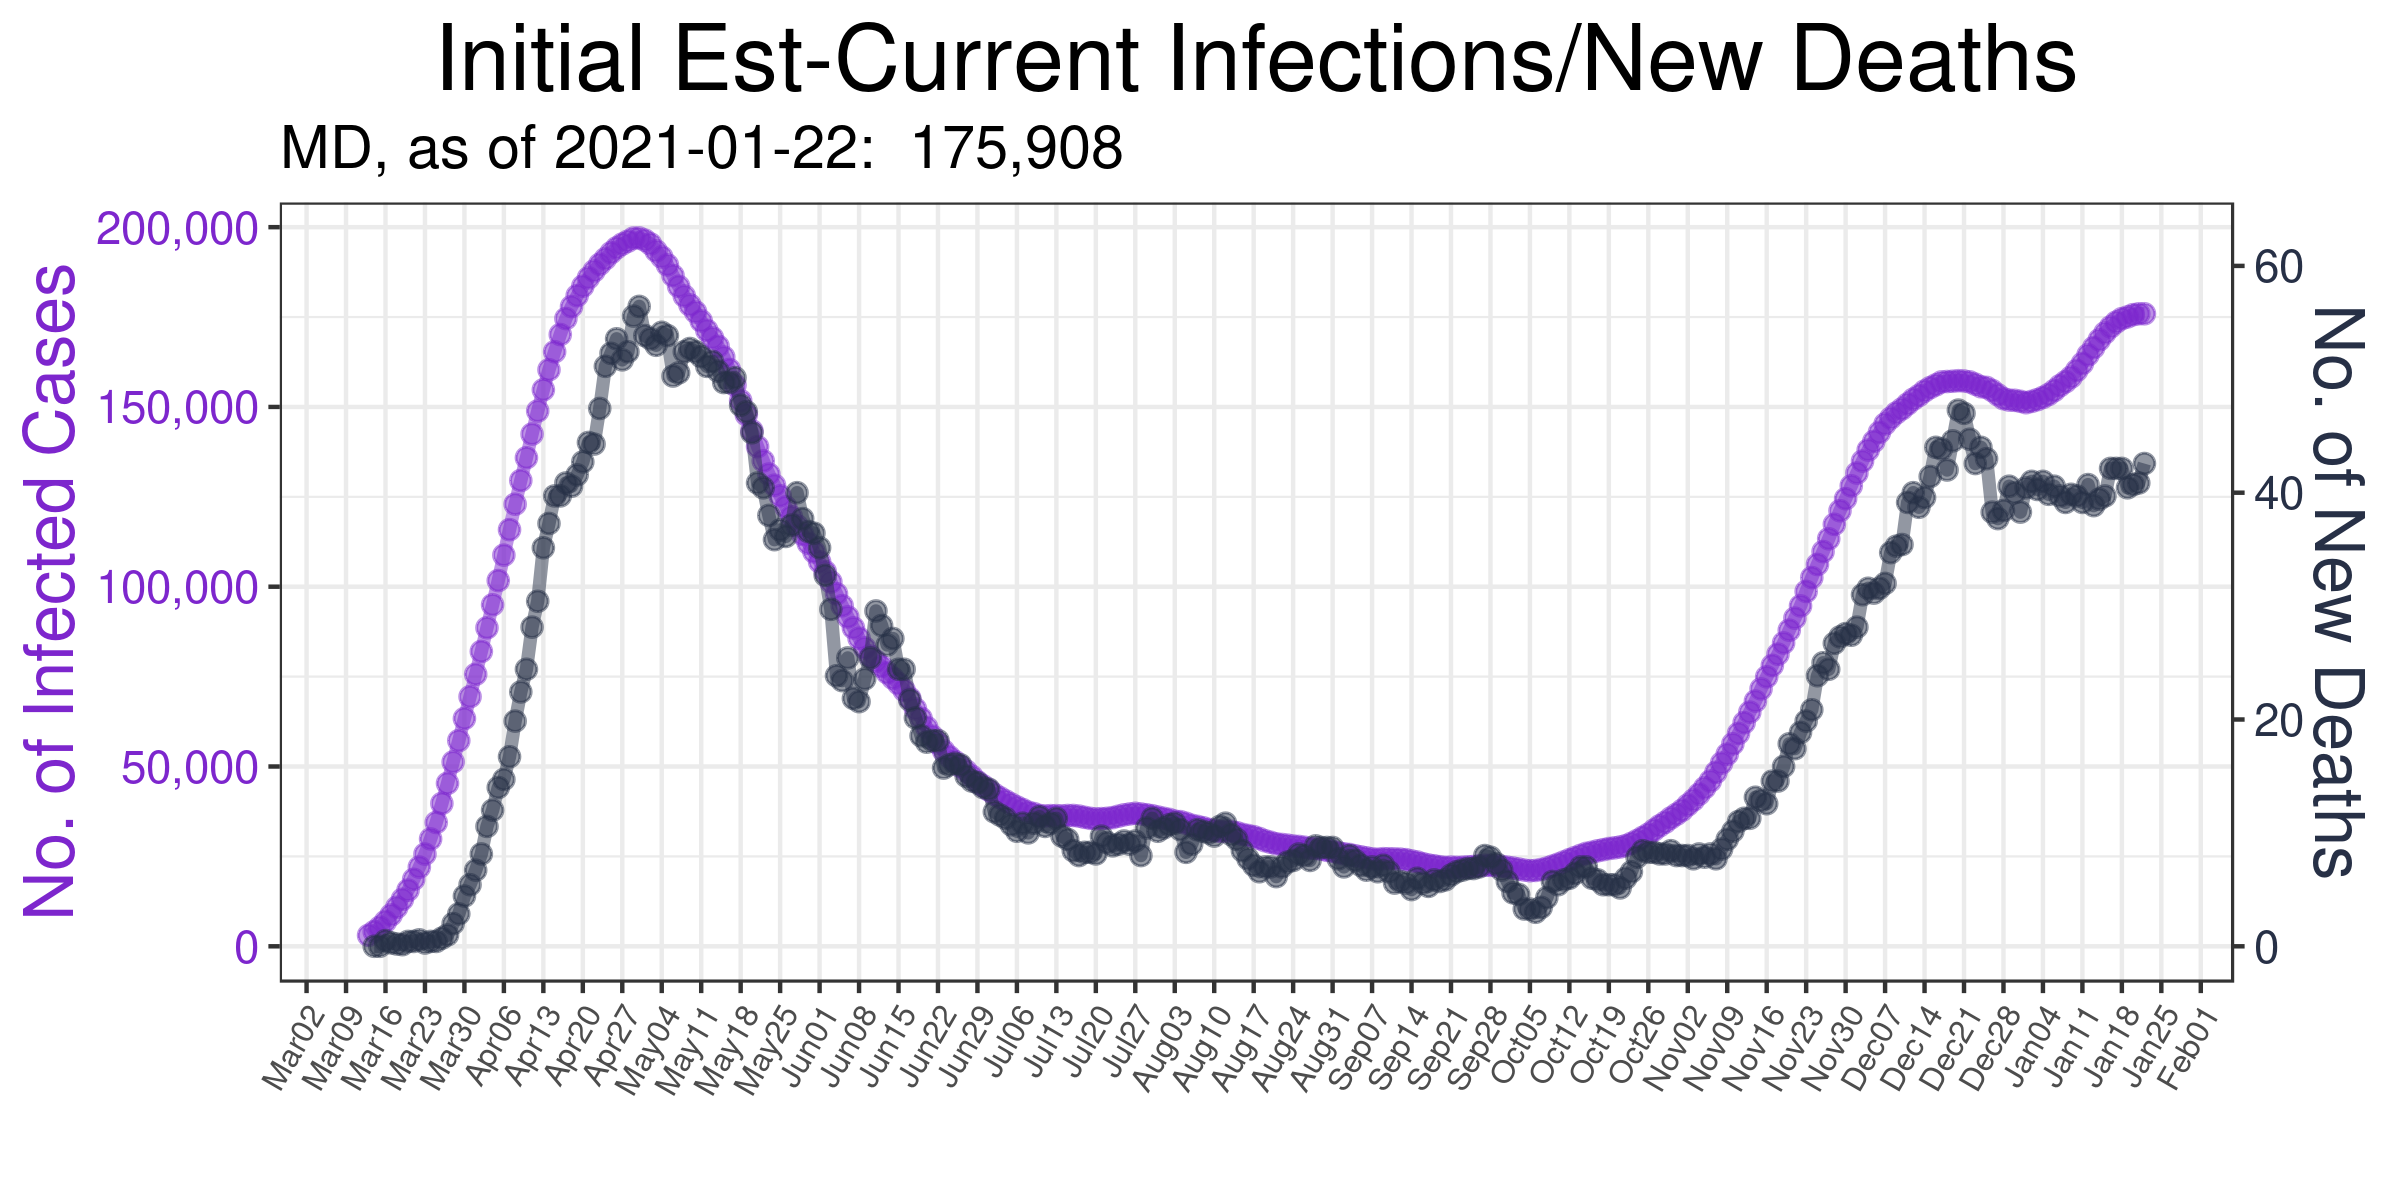 Initial Est-Current Infections/New Deaths
MD, as of 2021-01-22:  175,908
No. of Infected Cases
200,000
150,000
100,000
50,000
0
60
40
20
0
No. of New Deaths
Mar02 Mar09 Mar16 Mar23 Mar30 Apr06 Apr13 Apr20 Apr27 May04 May11 May18 May25 Jun01 Jun08 Jun15 Jun22 Jun29 Jul06 Jul13 Jul20 Jul27 Aug03 Aug10 Aug17 Aug24 Aug31 Sep07 Sep14 Sep21 Sep28 Oct05 Oct12 Oct19 Oct26 Nov02 Nov09 Nov16 Nov23 Nov30 Dec07 Dec14 Dec21 Dec28 Jan04 Jan11 Jan18 Jan25 Feb01